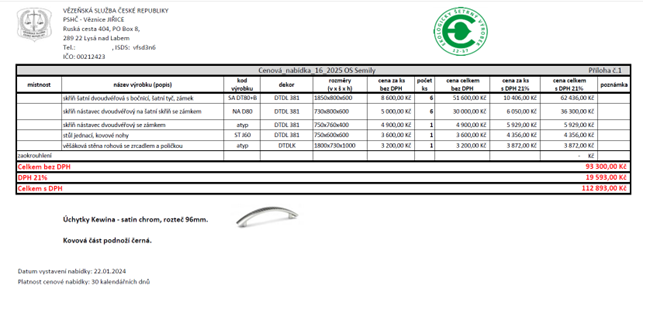 VĚZEŇSKÁ SLUŽBA ČESKÉ REPUBLIKY
PSHČ - Věznice JIŘICE
Ruská cesta 404, PO Box 8,
289 22 Lysá nad Labem
Tel.: , ISDS: vfsd3n6
IČO: 00212423
EKOLOGICKY ŠETRNÝ VÝROBEK
Cenová_nabídka_16_2025 OS Semily Příloha č.1
místnost název výrobku (popis) kód výrobku dekor rozměry (v x š x h) cena za ks bez DPH počet ks cena celkem bez DPH cena za ks s DPH 21% cena celkem s DPH 21% poznámka
skříň šatní dvoudvéřová s bočnicí, šatní tyč, zámek SA DT80+B DTDL 381 1850x800x600 8 600,00 Kč 6 51 600,00 Kč 10 406,00 Kč 62 436,00 Kč
skříň nástavec dvoudvéřový na šatní skříň se zámkem NA D80 DTDL 381 730x800x600 5 000,00 Kč 6 30 000,00 Kč 6 050,00 Kč 36 300,00 Kč
skříň nástavec dvoudvéřový se zámkem atyp DTDL 381 750x760x400 4 900,00 Kč 1 4 900,00 Kč 5 929,00 Kč 5 929,00 Kč
stůl jednací, kovové nohy ST J60 DTDL 381 750x600x600 3 600,00 Kč 1 3 600,00 Kč 4 356,00 Kč 4 356,00 Kč
věšáková stěna rohová se zrcadlem a poličkou atyp DTDLK 1800x730x1000 3 200,00 Kč 1 3 200,00 Kč 3 872,00 Kč 3 872,00 Kč
zaokrouhlení - Kč
Celkem bez DPH 93 300,00 Kč
DPH 21% 19 593,00 Kč
Celkem s DPH 112 893,00 Kč
Úchytky Kewina - satin chrom, rozteč 96mm.
Kovová část podnoží černá.
Datum vystavení nabídky: 22.01.2024
Platnost cenové nabídky: 30 kalendářních dnů